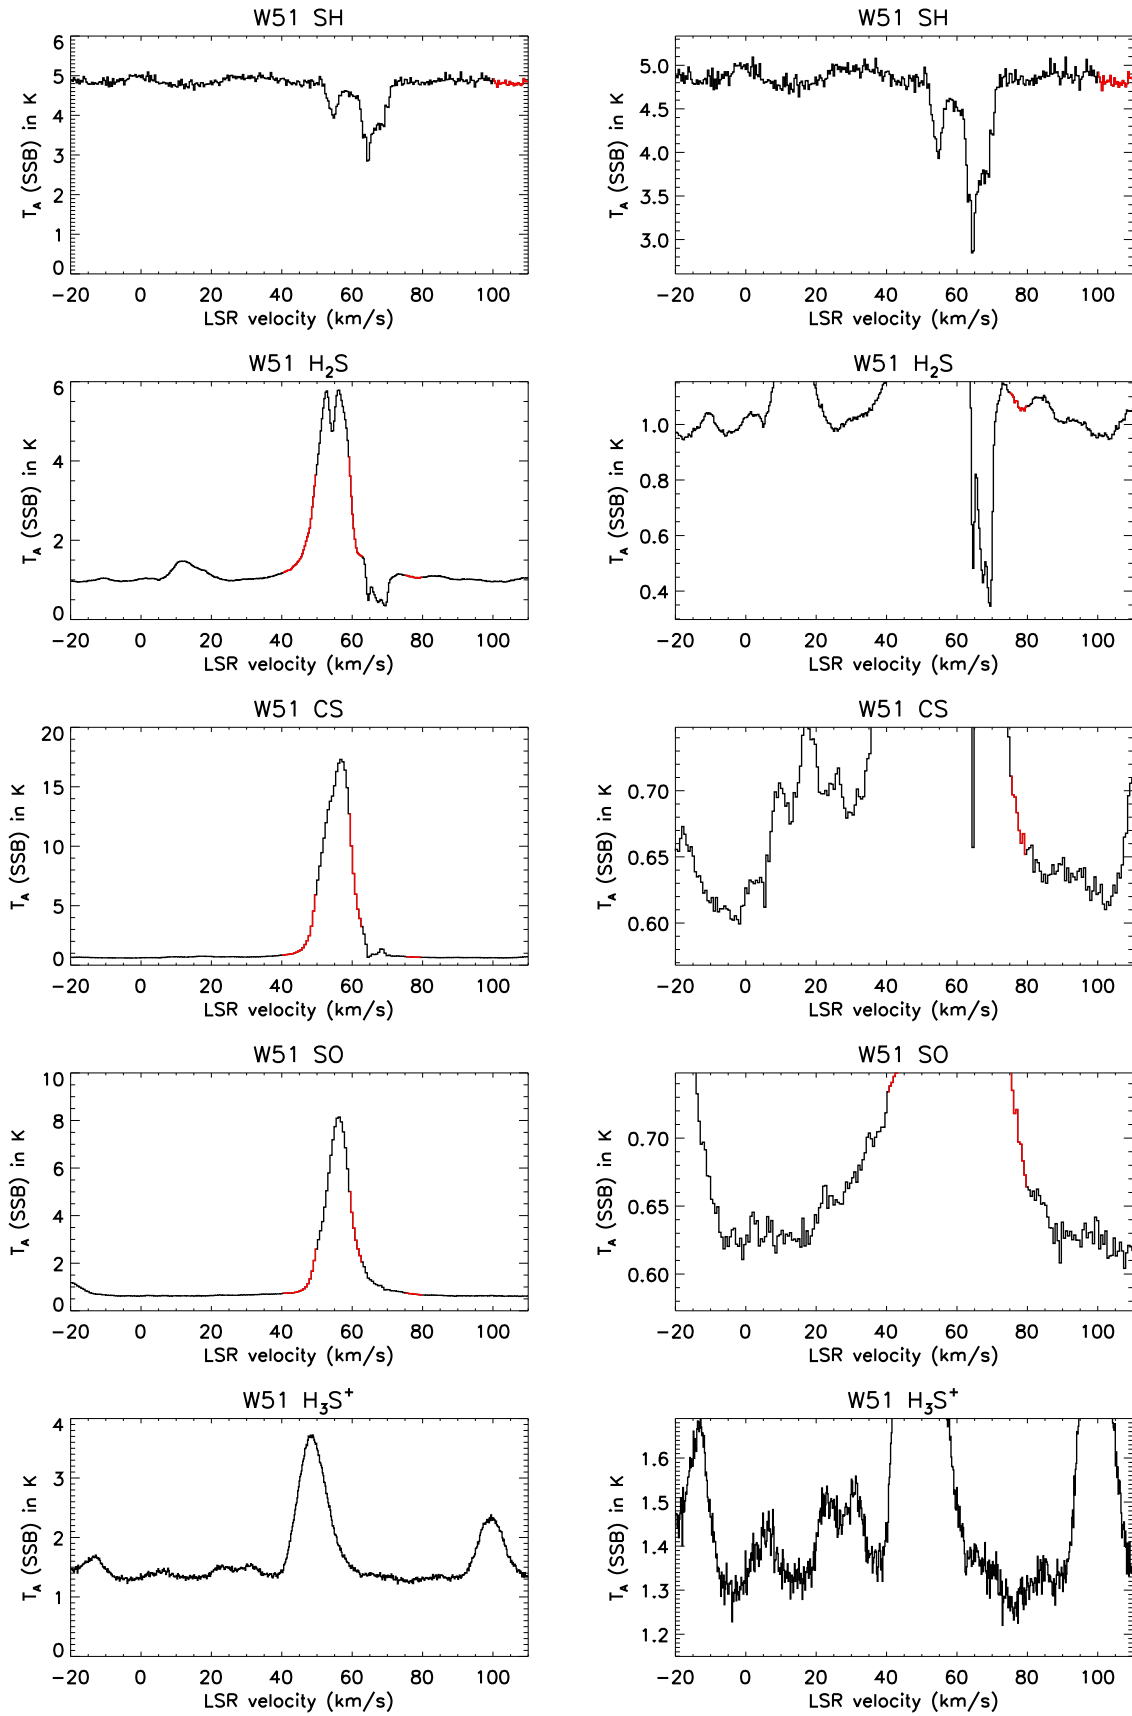 W51 SH
6
5
4
3
2
1
0
T_A (SSB) in K
−20 0 20 40 60 80 100
LSR velocity (km/s)
W51 SH
5.0
4.5
4.0
3.5
3.0
T_A (SSB) in K
−20 0 20 40 60 80 100
LSR velocity (km/s)
W51 H₂S
6
4
2
0
T_A (SSB) in K
−20 0 20 40 60 80 100
LSR velocity (km/s)
W51 H₂S
1.0
0.8
0.6
0.4
T_A (SSB) in K
−20 0 20 40 60 80 100
LSR velocity (km/s)
W51 CS
20
15
10
5
0
T_A (SSB) in K
−20 0 20 40 60 80 100
LSR velocity (km/s)
W51 CS
0.70
0.65
0.60
T_A (SSB) in K
−20 0 20 40 60 80 100
LSR velocity (km/s)
W51 SO
10
8
6
4
2
0
T_A (SSB) in K
−20 0 20 40 60 80 100
LSR velocity (km/s)
W51 SO
0.70
0.65
0.60
T_A (SSB) in K
−20 0 20 40 60 80 100
LSR velocity (km/s)
W51 H₃S⁺
4
3
2
1
0
T_A (SSB) in K
−20 0 20 40 60 80 100
LSR velocity (km/s)
W51 H₃S⁺
1.6
1.5
1.4
1.3
1.2
T_A (SSB) in K
−20 0 20 40 60 80 100
LSR velocity (km/s)